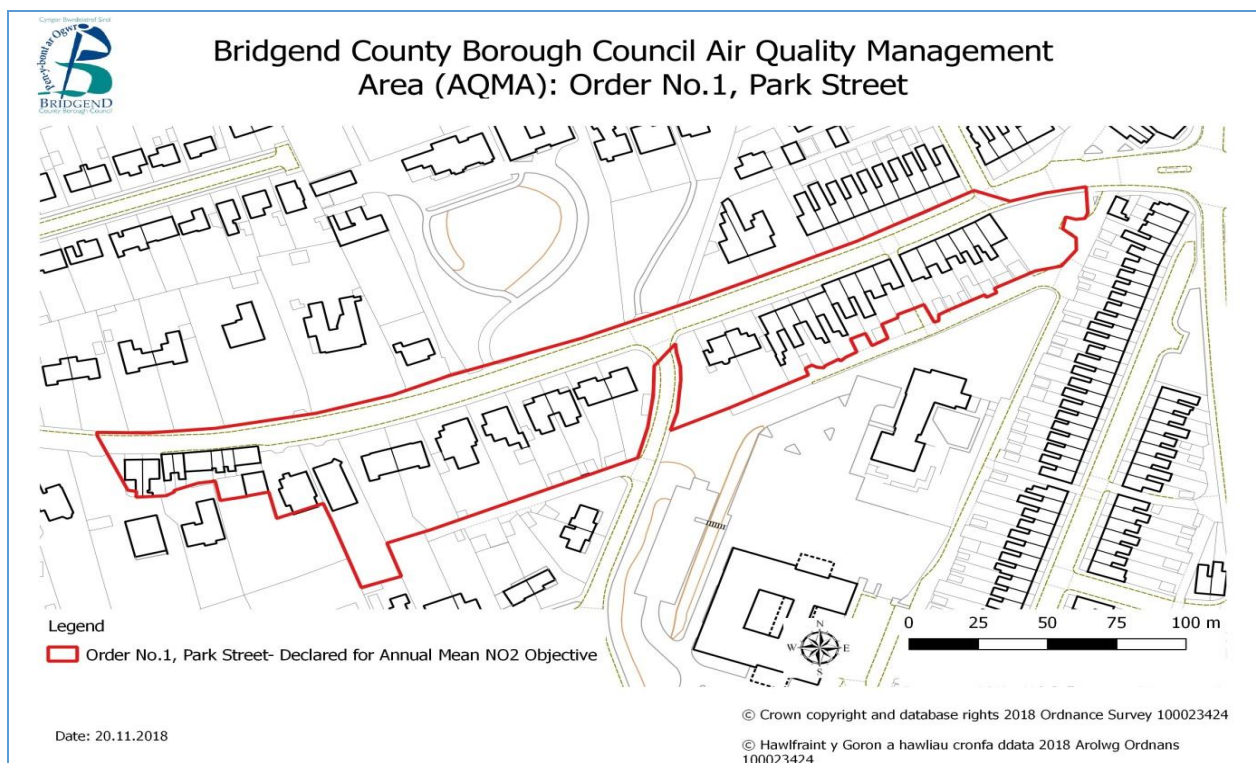 Cyngor Bwrdeistref Sirol
Pen-y-bont ar Ogwr
BRIDGEND
County Borough Council
Bridgend County Borough Council Air Quality Management
Area (AQMA): Order No.1, Park Street
Legend
Order No.1, Park Street- Declared for Annual Mean NO2 Objective
N
W E
S
0 25 50 75 100 m
Date: 20.11.2018
© Crown copyright and database rights 2018 Ordnance Survey 100023424
© Hawlfraint y Goron a hawliau cronfa ddata 2018 Arolwg Ordnans
100023424